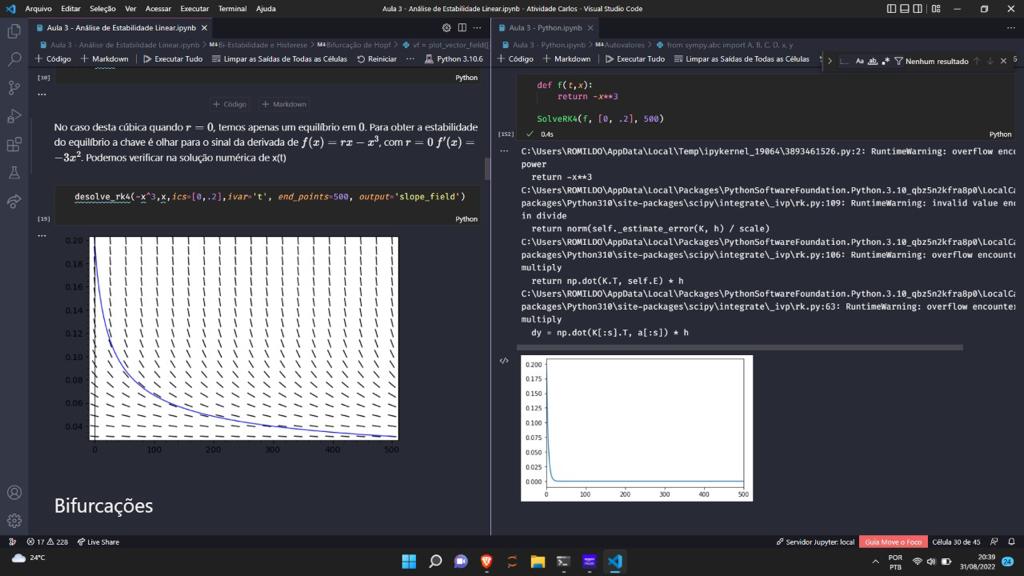 Arquivo Editar Seleção Ver Acessar Executar Terminal Ajuda
Aula 3 - Análise de Estabilidade Linear.ipynb - Atividade Carlos - Visual Studio Code
Aula 3 - Análise de Estabilidade Linear.ipynb
Aula 3 - Análise de Estabilidade Linear.ipynb > M↓Bi-Estabilidade e Histerese > M↓Bifurcação de Hopf > vf = plot_vector_field(
+ Código + Markdown Executar Tudo Limpar as Saídas de Todas as Células Reiniciar ··· Python 3.10.6
Python
...
+ Código + Markdown
No caso desta cúbica quando r = 0, temos apenas um equilíbrio em 0. Para obter a estabilidade
do equilíbrio a chave é olhar para o sinal da derivada de f(x) = rx − x³, com r = 0 f′(x) =
−3x². Podemos verificar na solução numérica de x(t)
desolve_rk4(-x^3,x,ics=[0,.2],ivar='t', end_points=500, output='slope_field')
[19]
Python
...
0.20
0.18
0.16
0.14
0.12
0.10
0.08
0.06
0.04
0 100 200 300 400 500
Bifurcações
Aula 3 - Python.ipynb
Aula 3 - Python.ipynb > M↓Autovalores > from sympy.abc import A, B, C, D, x, y
+ Código + Markdown Executar Tudo Limpar as Saídas de Todas as Células
Aa ab Nenhum resultado
def f(t,x):
return -x**3
SolveRK4(f, [0, .2], 500)
[152] 0.4s
Python
... C:\Users\ROMILDO\AppData\Local\Temp\ipykernel_19064\3893461526.py:2: RuntimeWarning: overflow enco
power
return -x**3
C:\Users\ROMILDO\AppData\Local\Packages\PythonSoftwareFoundation.Python.3.10_qbz5n2kfra8p0\LocalCa
packages\Python310\site-packages\scipy\integrate\_ivp\rk.py:109: RuntimeWarning: invalid value enc
in divide
return norm(self._estimate_error(K, h) / scale)
C:\Users\ROMILDO\AppData\Local\Packages\PythonSoftwareFoundation.Python.3.10_qbz5n2kfra8p0\LocalCa
packages\Python310\site-packages\scipy\integrate\_ivp\rk.py:106: RuntimeWarning: overflow encounte
multiply
return np.dot(K.T, self.E) * h
C:\Users\ROMILDO\AppData\Local\Packages\PythonSoftwareFoundation.Python.3.10_qbz5n2kfra8p0\LocalCa
packages\Python310\site-packages\scipy\integrate\_ivp\rk.py:63: RuntimeWarning: overflow encounter
multiply
dy = np.dot(K[:s].T, a[:s]) * h
0.200
0.175
0.150
0.125
0.100
0.075
0.050
0.025
0.000
0 100 200 300 400 500
17 228 Live Share
Servidor Jupyter: local Guia Move o Foco Célula 30 de 45
24°C
POR
PTB
20:39
31/08/2022
24